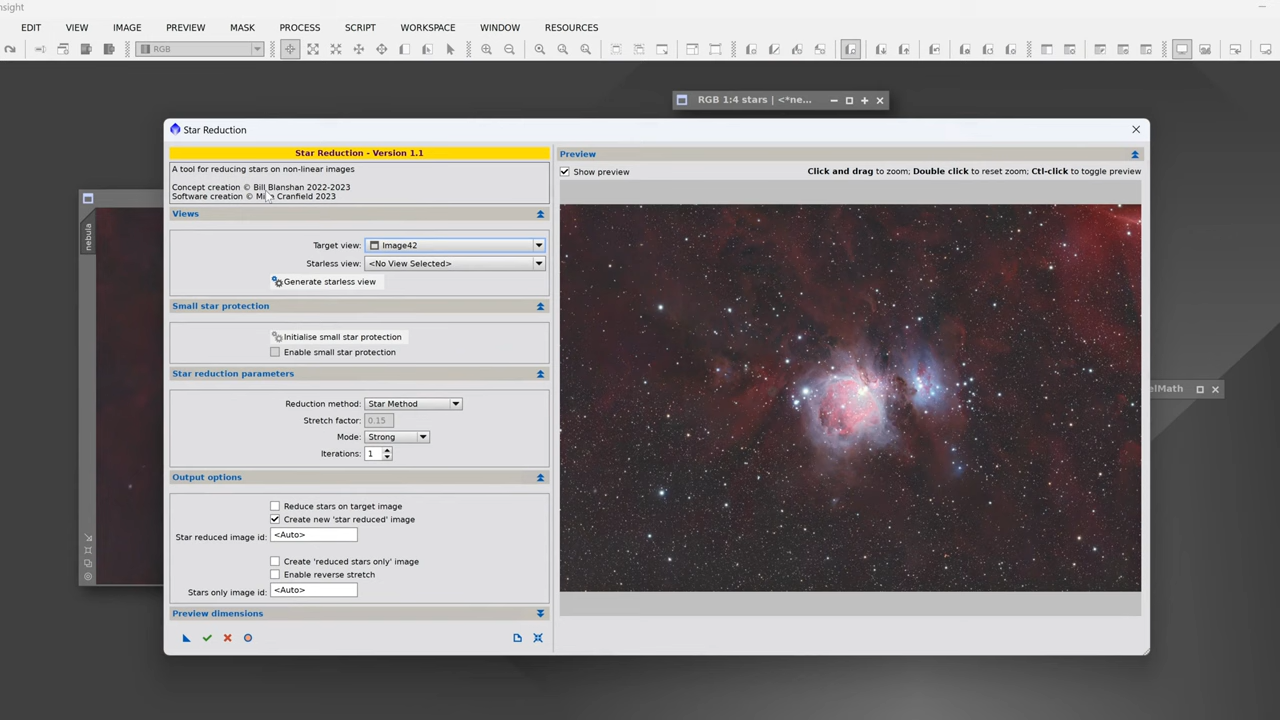 nsight
EDIT VIEW IMAGE PREVIEW MASK PROCESS SCRIPT WORKSPACE WINDOW RESOURCES
RGB
RGB 1:4 stars | <*ne...
Star Reduction
Star Reduction - Version 1.1
A tool for reducing stars on non-linear images
Concept creation © Bill Blanshan 2022-2023
Software creation © Cranfield 2023
Views
Target view: Image42
Starless view: <No View Selected>
Generate starless view
Small star protection
Initialise small star protection
Enable small star protection
Star reduction parameters
Reduction method: Star Method
Stretch factor: 0.15
Mode: Strong
Iterations: 1
Output options
Reduce stars on target image
Create new 'star reduced' image
Star reduced image id: <Auto>
Create 'reduced stars only' image
Enable reverse stretch
Stars only image id: <Auto>
Preview dimensions
Preview
Show preview
Click and drag to zoom; Double click to reset zoom; Ctl-click to toggle preview
nebula
elMath